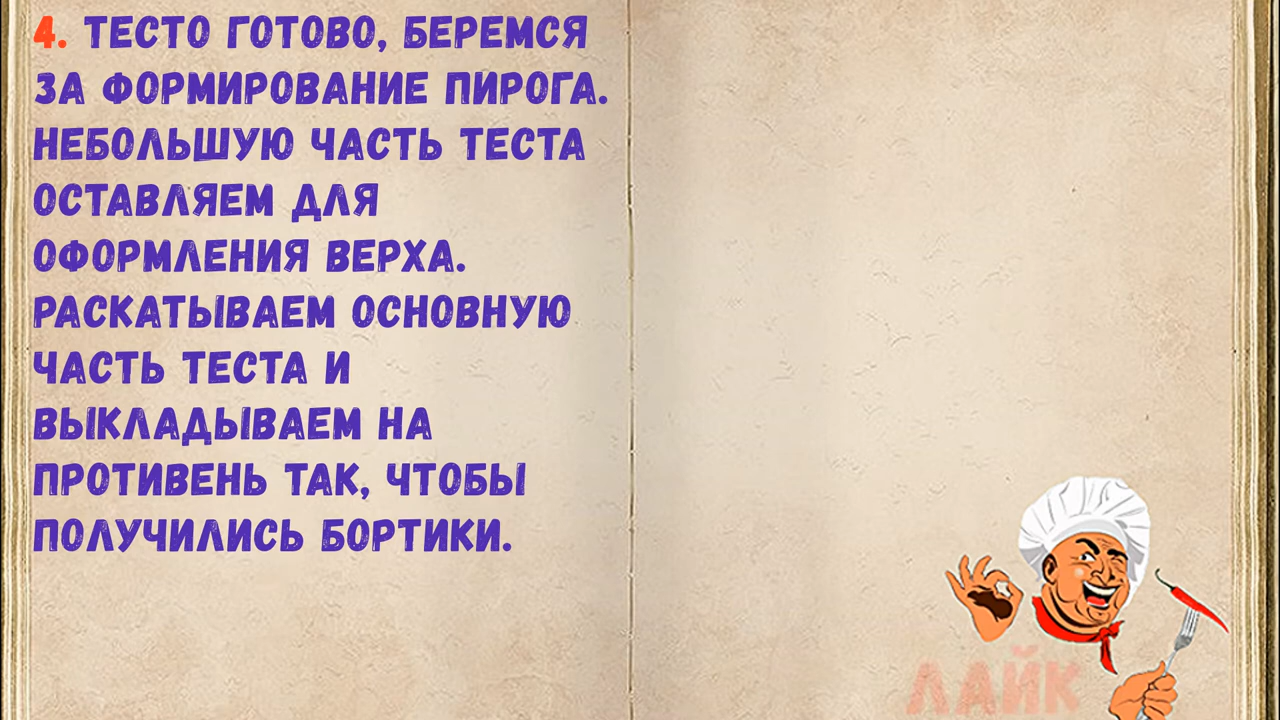 4. ТЕСТО ГОТОВО, БЕРЕМСЯ
ЗА ФОРМИРОВАНИЕ ПИРОГА.
НЕБОЛЬШУЮ ЧАСТЬ ТЕСТА
ОСТАВЛЯЕМ ДЛЯ
ОФОРМЛЕНИЯ ВЕРХА.
РАСКАТЫВАЕМ ОСНОВНУЮ
ЧАСТЬ ТЕСТА И
ВЫКЛАДЫВАЕМ НА
ПРОТИВЕНЬ ТАК, ЧТОБЫ
ПОЛУЧИЛИСЬ БОРТИКИ.
ЛАЙК